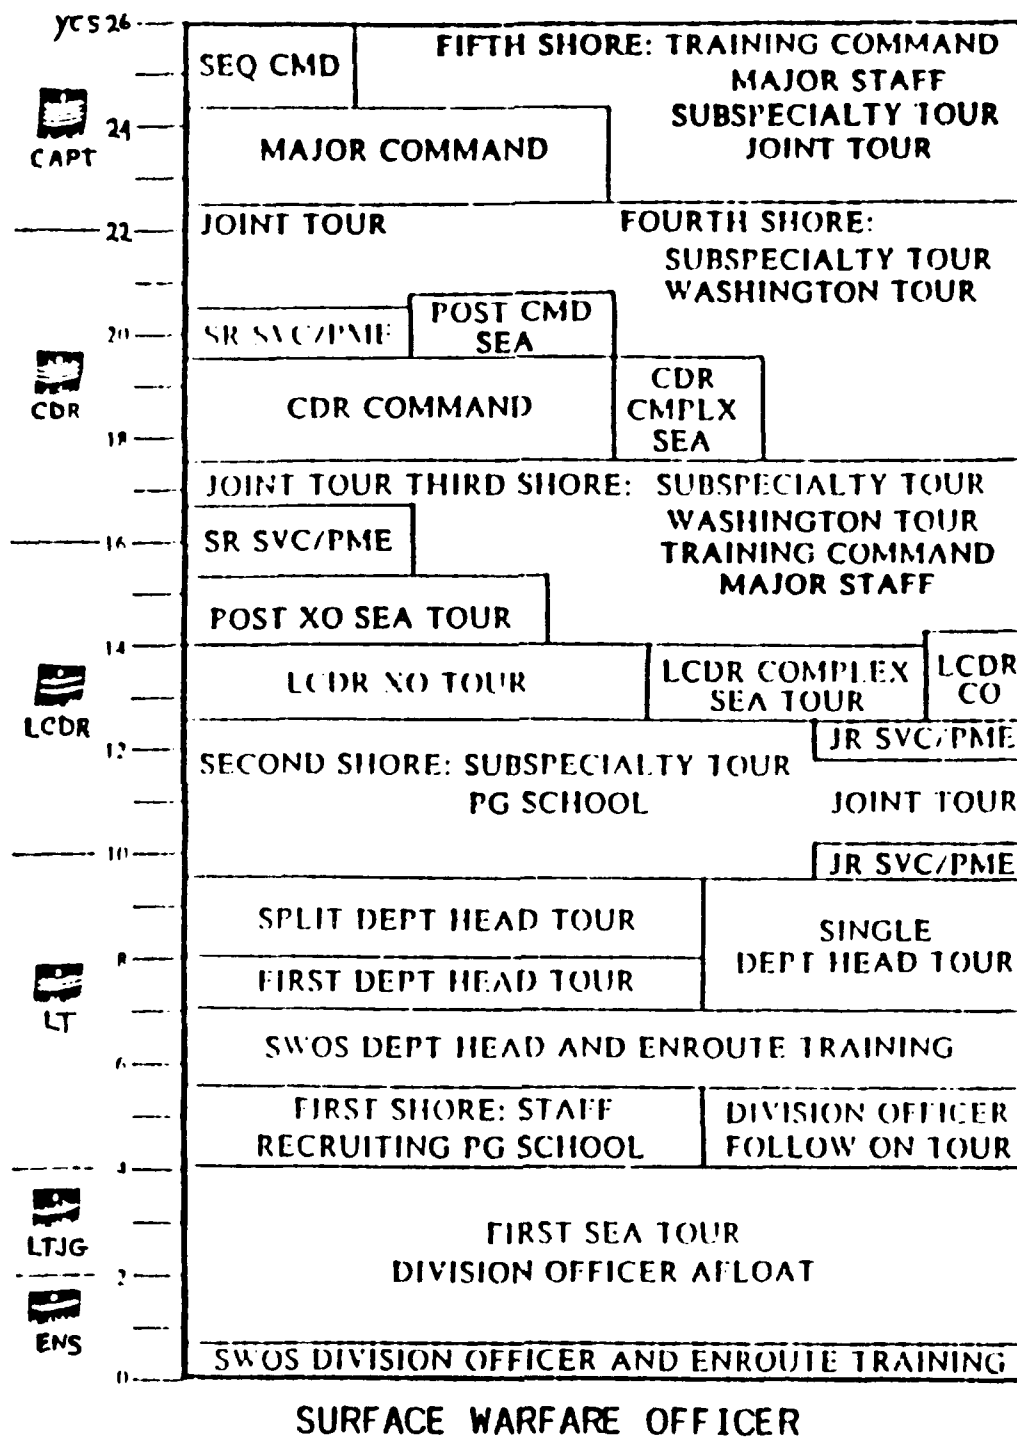 YCS 26
SEQ CMD
FIFTH SHORE: TRAINING COMMAND
MAJOR STAFF
SUBSPECIALTY TOUR
JOINT TOUR
24
CAPT
MAJOR COMMAND
22
JOINT TOUR
FOURTH SHORE:
SUBSPECIALTY TOUR
WASHINGTON TOUR
20
SR SVC/PME
POST CMD
SEA
CDR
CDR COMMAND
CDR
CMPLX
SEA
18
JOINT TOUR THIRD SHORE: SUBSPECIALTY TOUR
WASHINGTON TOUR
TRAINING COMMAND
MAJOR STAFF
16
SR SVC/PME
POST XO SEA TOUR
14
LCDR XO TOUR
LCDR COMPLEX
SEA TOUR
LCDR
CO
LCDR
12
JR SVC/PME
SECOND SHORE: SUBSPECIALTY TOUR
PG SCHOOL
JOINT TOUR
10
JR SVC/PME
SPLIT DEPT HEAD TOUR
SINGLE
DEPT HEAD TOUR
8
FIRST DEPT HEAD TOUR
LT
SWOS DEPT HEAD AND ENROUTE TRAINING
6
FIRST SHORE: STAFF
RECRUITING PG SCHOOL
DIVISION OFFICER
FOLLOW ON TOUR
4
LTJG
FIRST SEA TOUR
DIVISION OFFICER AFLOAT
2
ENS
SWOS DIVISION OFFICER AND ENROUTE TRAINING
0
SURFACE WARFARE OFFICER